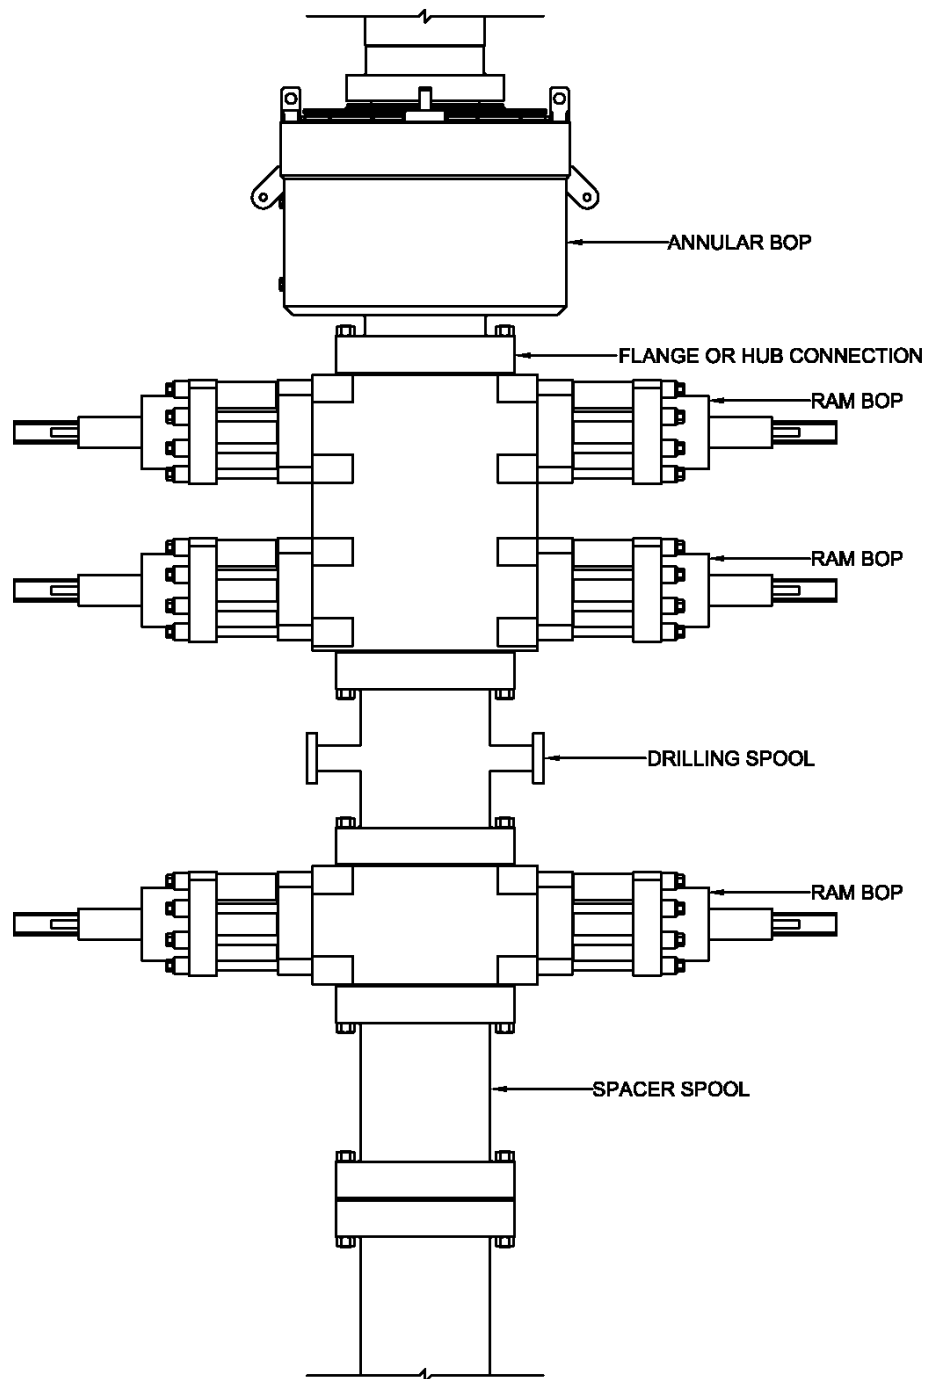 ANNULAR BOP
FLANGE OR HUB CONNECTION
RAM BOP
RAM BOP
DRILLING SPOOL
RAM BOP
SPACER SPOOL